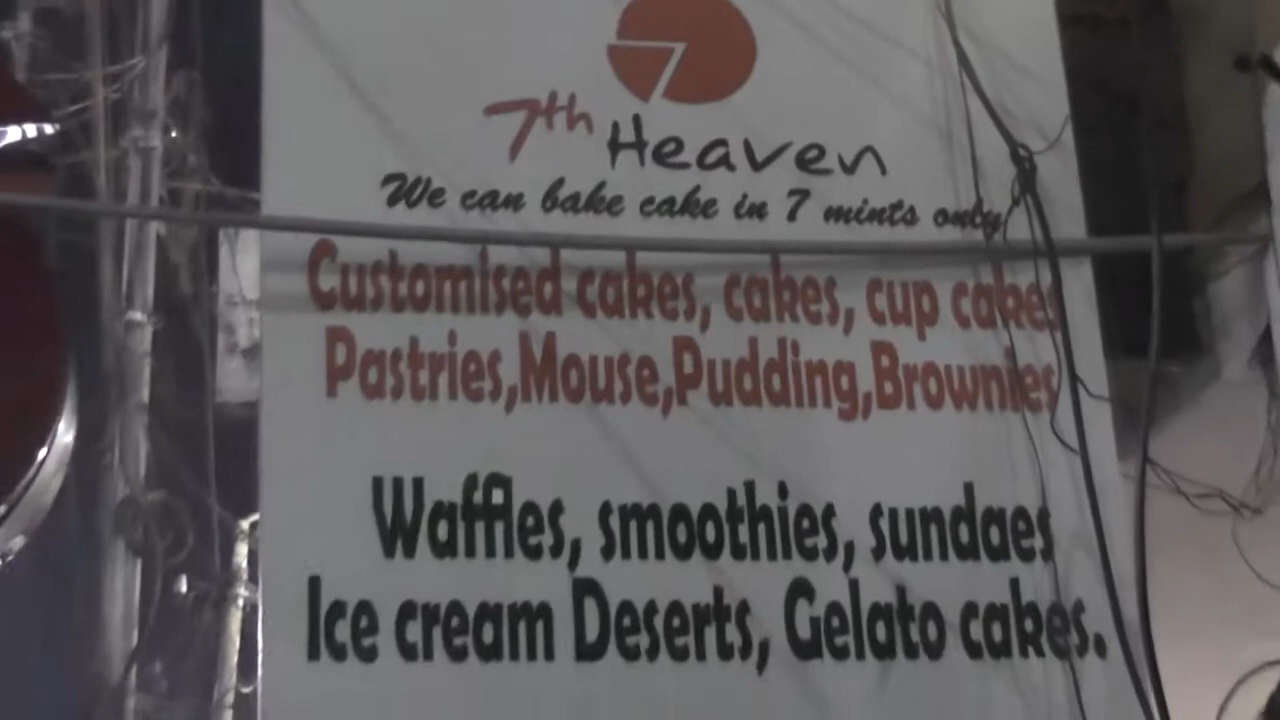 7th Heaven
We can bake cake in 7 mints only
Customised cakes, cakes, cup cakes
Pastries,Mouse,Pudding,Brownies
Waffles, smoothies, sundaes
Ice cream Deserts, Gelato cakes.